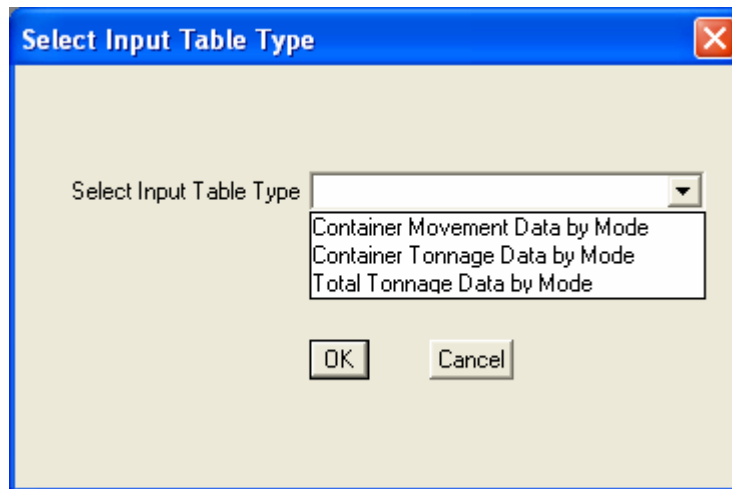 Select Input Table Type
Select Input Table Type
Container Movement Data by Mode
Container Tonnage Data by Mode
Total Tonnage Data by Mode
OK Cancel